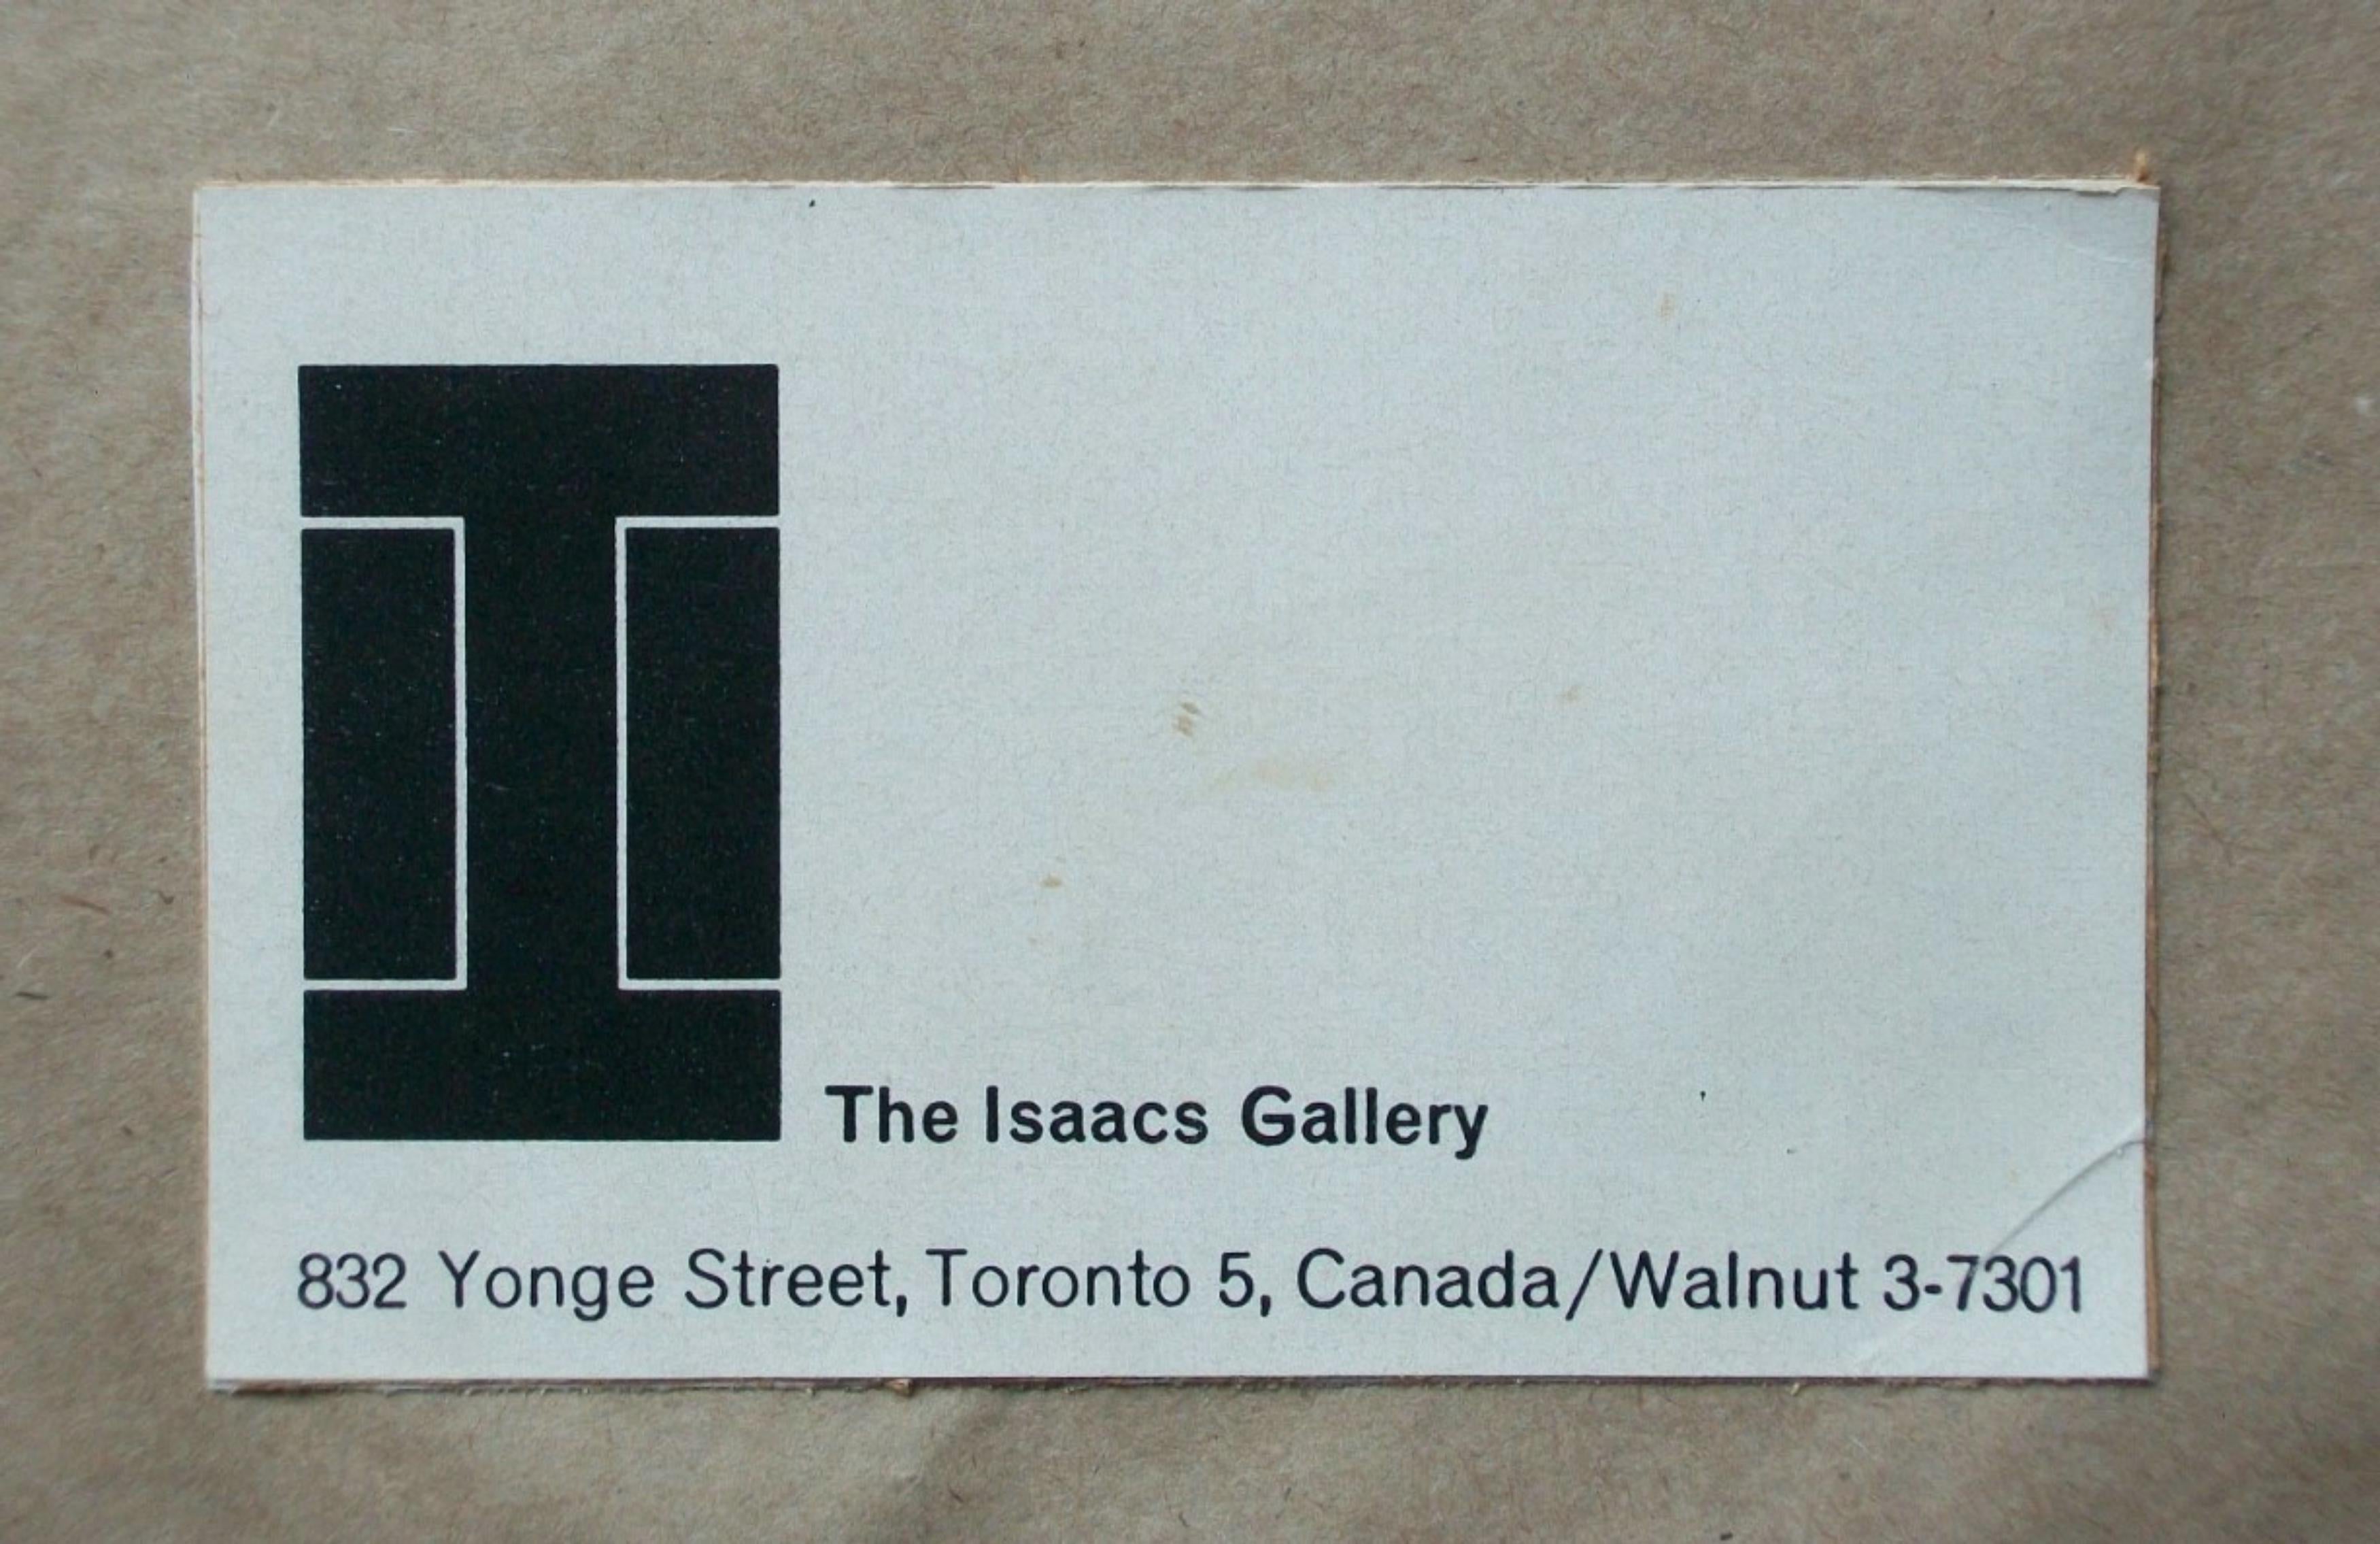 The Isaacs Gallery
832 Yonge Street, Toronto 5, Canada/Walnut 3-7301